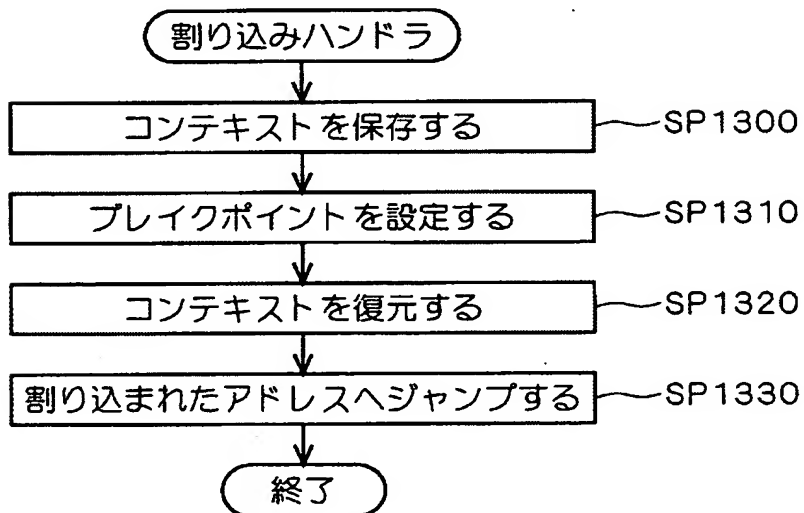 割り込みハンドラ
コンテキストを保存する SP1300
ブレイクポイントを設定する SP1310
コンテキストを復元する SP1320
割り込まれたアドレスへジャンプする SP1330
終了